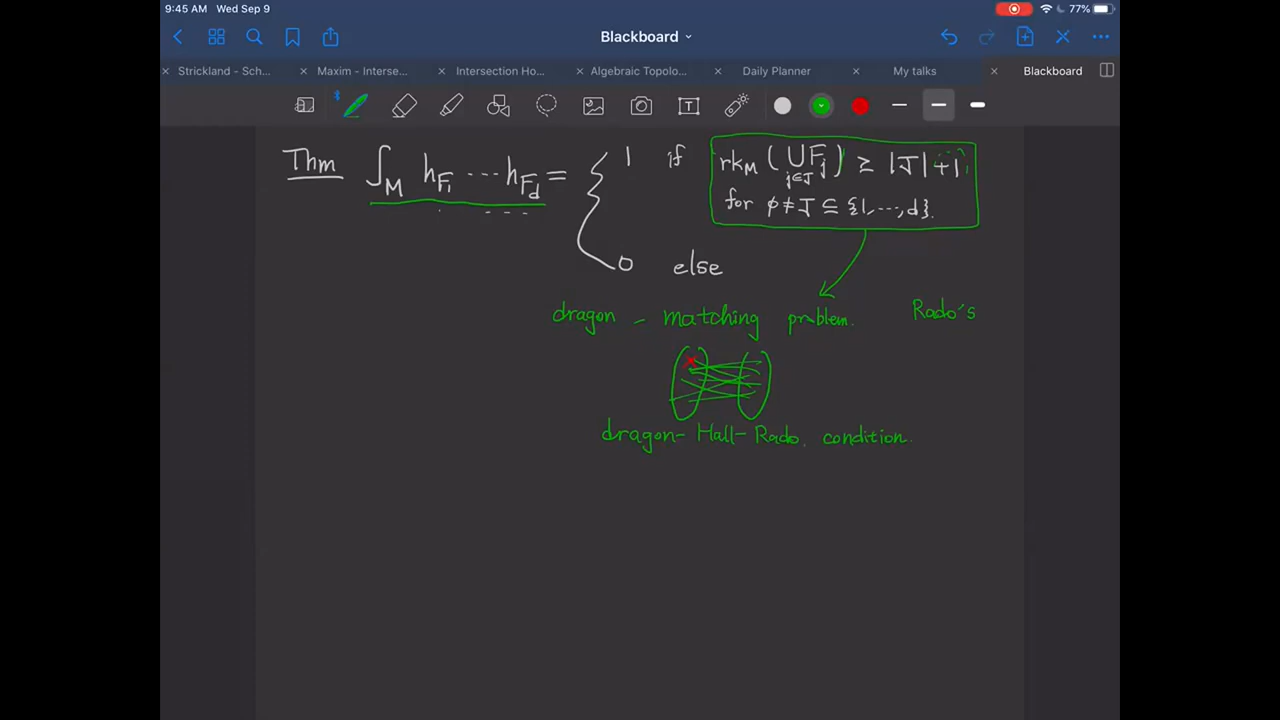 9:45 AM Wed Sep 9
77%
Blackboard
Strickland - Sch...
Maxim - Interse...
Intersection Ho...
Algebraic Topolo...
Daily Planner
My talks
Blackboard
Thm ∫_M h_{F_1} ... h_{F_d} = { 1 if rk_M ( ∪_{j∈J} F_j ) ≥ |J| + 1
for ∅ ≠ J ⊆ {1, ..., d}.
0 else
dragon - matching problem. Rado's
dragon - Hall - Rado. condition.